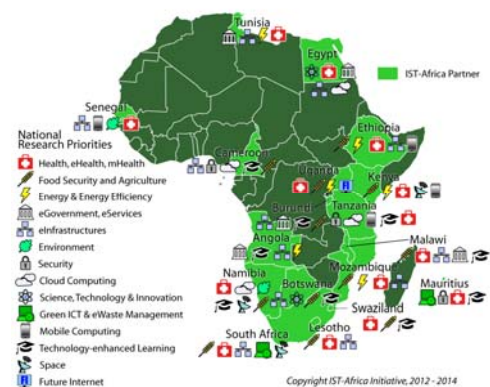 Tunisia
Egypt
IST-Africa Partner
Senegal
Ethiopia
National
Research Priorities
Health, eHealth, mHealth
Food Security and Agriculture
Energy & Energy Efficiency
eGovernment, eServices
eInfrastructures
Environment
Security
Cloud Computing
Science, Technology & Innovation
Green ICT & eWaste Management
Mobile Computing
Technology-enhanced Learning
Space
Future Internet
Cameroon
Uganda
Kenya
Burundi
Tanzania
Angola
Malawi
Mozambique
Namibia
Botswana
Mauritius
Swaziland
South Africa
Lesotho
Copyright IST-Africa Initiative, 2012 - 2014